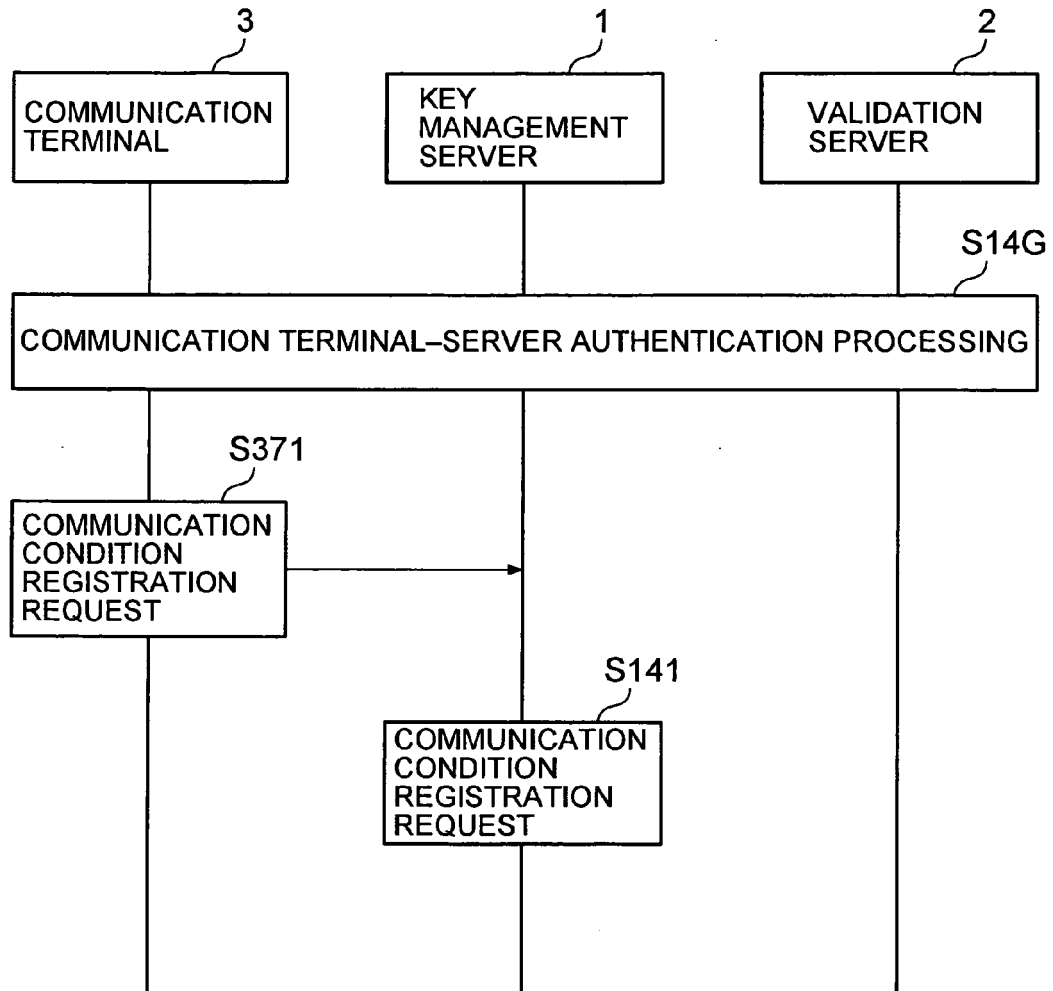 3
1
2
COMMUNICATION
TERMINAL
KEY
MANAGEMENT
SERVER
VALIDATION
SERVER
S14G
COMMUNICATION TERMINAL–SERVER AUTHENTICATION PROCESSING
S371
COMMUNICATION
CONDITION
REGISTRATION
REQUEST
S141
COMMUNICATION
CONDITION
REGISTRATION
REQUEST